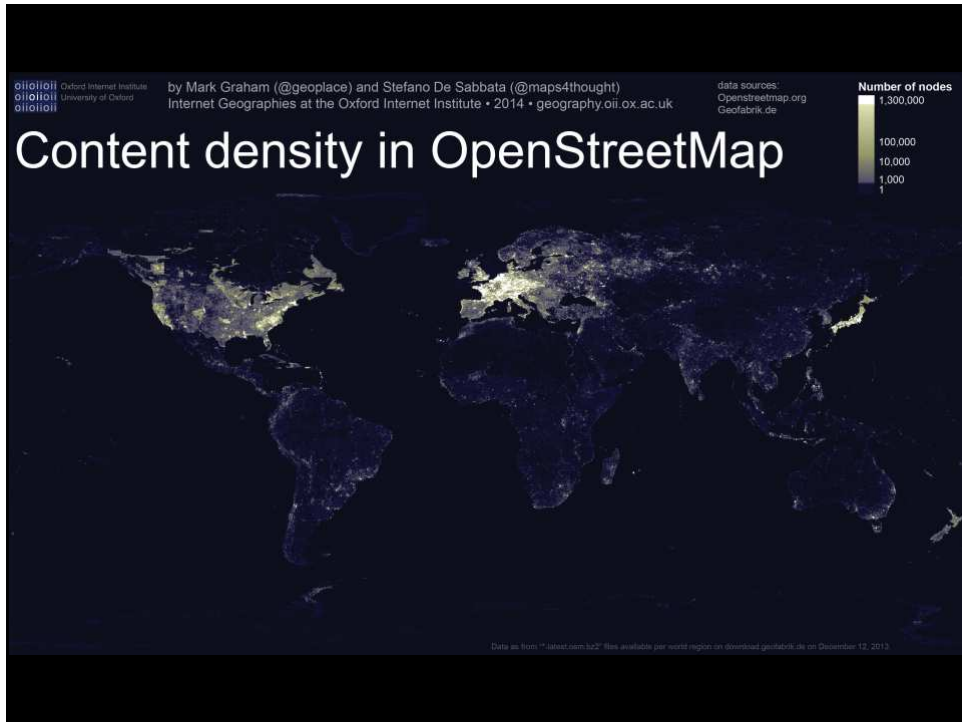 oiioiioii
oiioiioii
oiioiioii
Oxford Internet Institute
University of Oxford
by Mark Graham (@geoplace) and Stefano De Sabbata (@maps4thought)
Internet Geographies at the Oxford Internet Institute • 2014 • geography.oii.ox.ac.uk
data sources:
Openstreetmap.org
Geofabrik.de
Number of nodes
1,300,000
100,000
10,000
1,000
1
Content density in OpenStreetMap
Data as from "*-latest.osm.bz2" files available per world region on download.geofabrik.de on December 12, 2013.